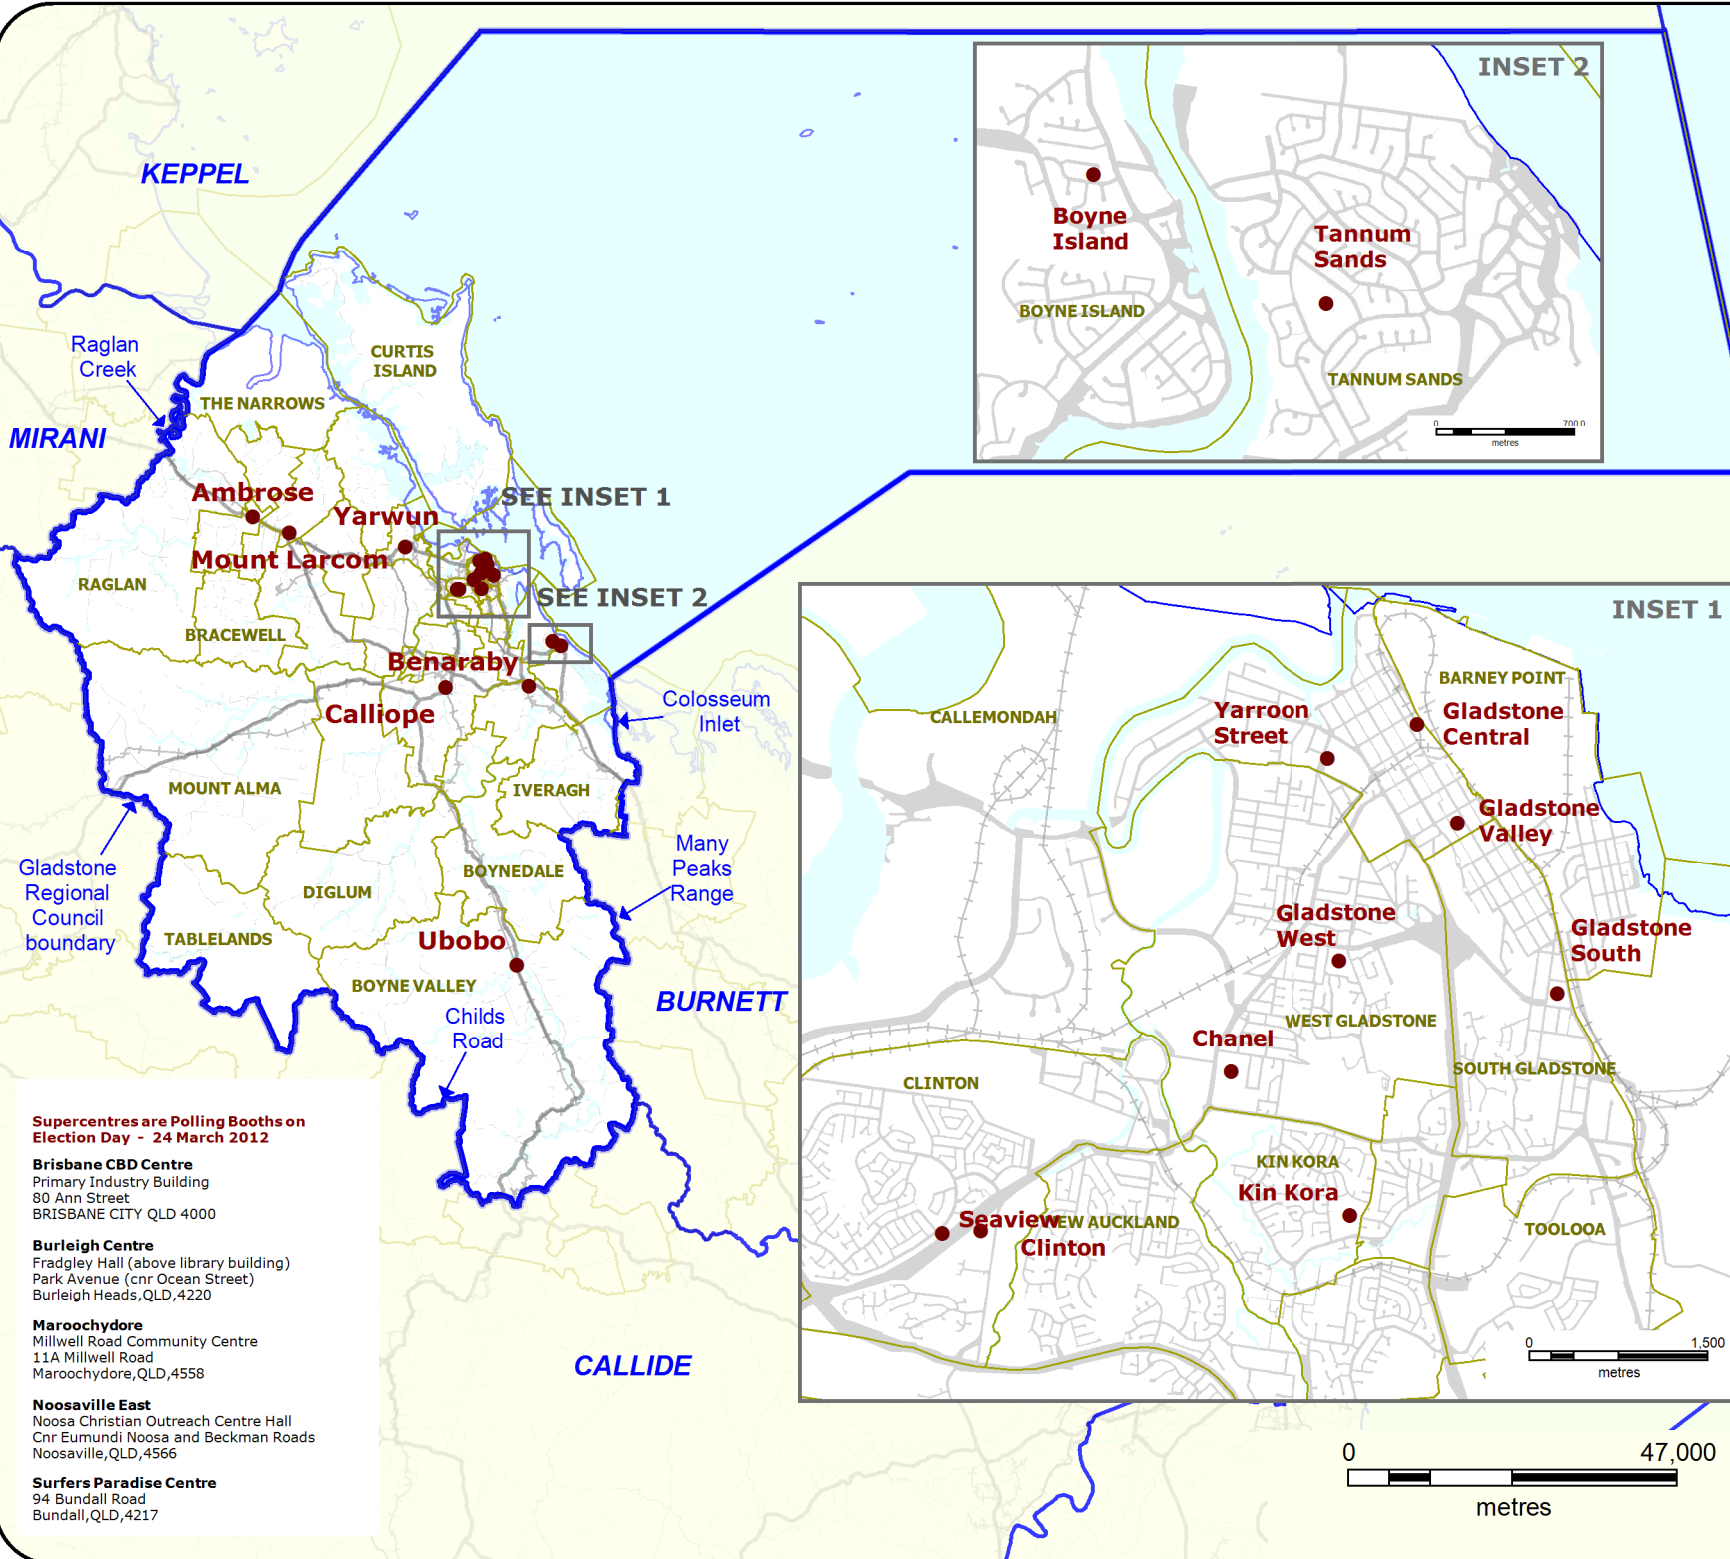 INSET 2
KEPPEL
Boyne
Island
Tannum
Sands
BOYNE ISLAND
TANNUM SANDS
0 700.0
metres
Raglan
Creek
CURTIS
ISLAND
THE NARROWS
MIRANI
Ambrose
SEE INSET 1
Yarwun
Mount Larcom
RAGLAN
SEE INSET 2
BRACEWELL
Benaraby
Calliope
Colosseum
Inlet
MOUNT ALMA
IVERAGH
Gladstone
Regional
Council
boundary
Many
Peaks
Range
BOYNEDALE
DIGLUM
TABLELANDS
Ubobo
BOYNE VALLEY
BURNETT
Childs
Road
INSET 1
BARNEY POINT
CALLEMONDAH
Yarroon
Street
Gladstone
Central
Gladstone
Valley
Gladstone
West
Gladstone
South
WEST GLADSTONE
Chanel
CLINTON
SOUTH GLADSTONE
KIN KORA
Kin Kora
Seaview
EW AUCKLAND
Clinton
TOOLOOA
0 1,500
metres
CALLIDE
0 47,000
metres
Supercentres are Polling Booths on
Election Day - 24 March 2012
Brisbane CBD Centre
Primary Industry Building
80 Ann Street
BRISBANE CITY QLD 4000
Burleigh Centre
Fradgley Hall (above library building)
Park Avenue (cnr Ocean Street)
Burleigh Heads,QLD,4220
Maroochydore
Millwell Road Community Centre
11A Millwell Road
Maroochydore,QLD,4558
Noosaville East
Noosa Christian Outreach Centre Hall
Cnr Eumundi Noosa and Beckman Roads
Noosaville,QLD,4566
Surfers Paradise Centre
94 Bundall Road
Bundall,QLD,4217